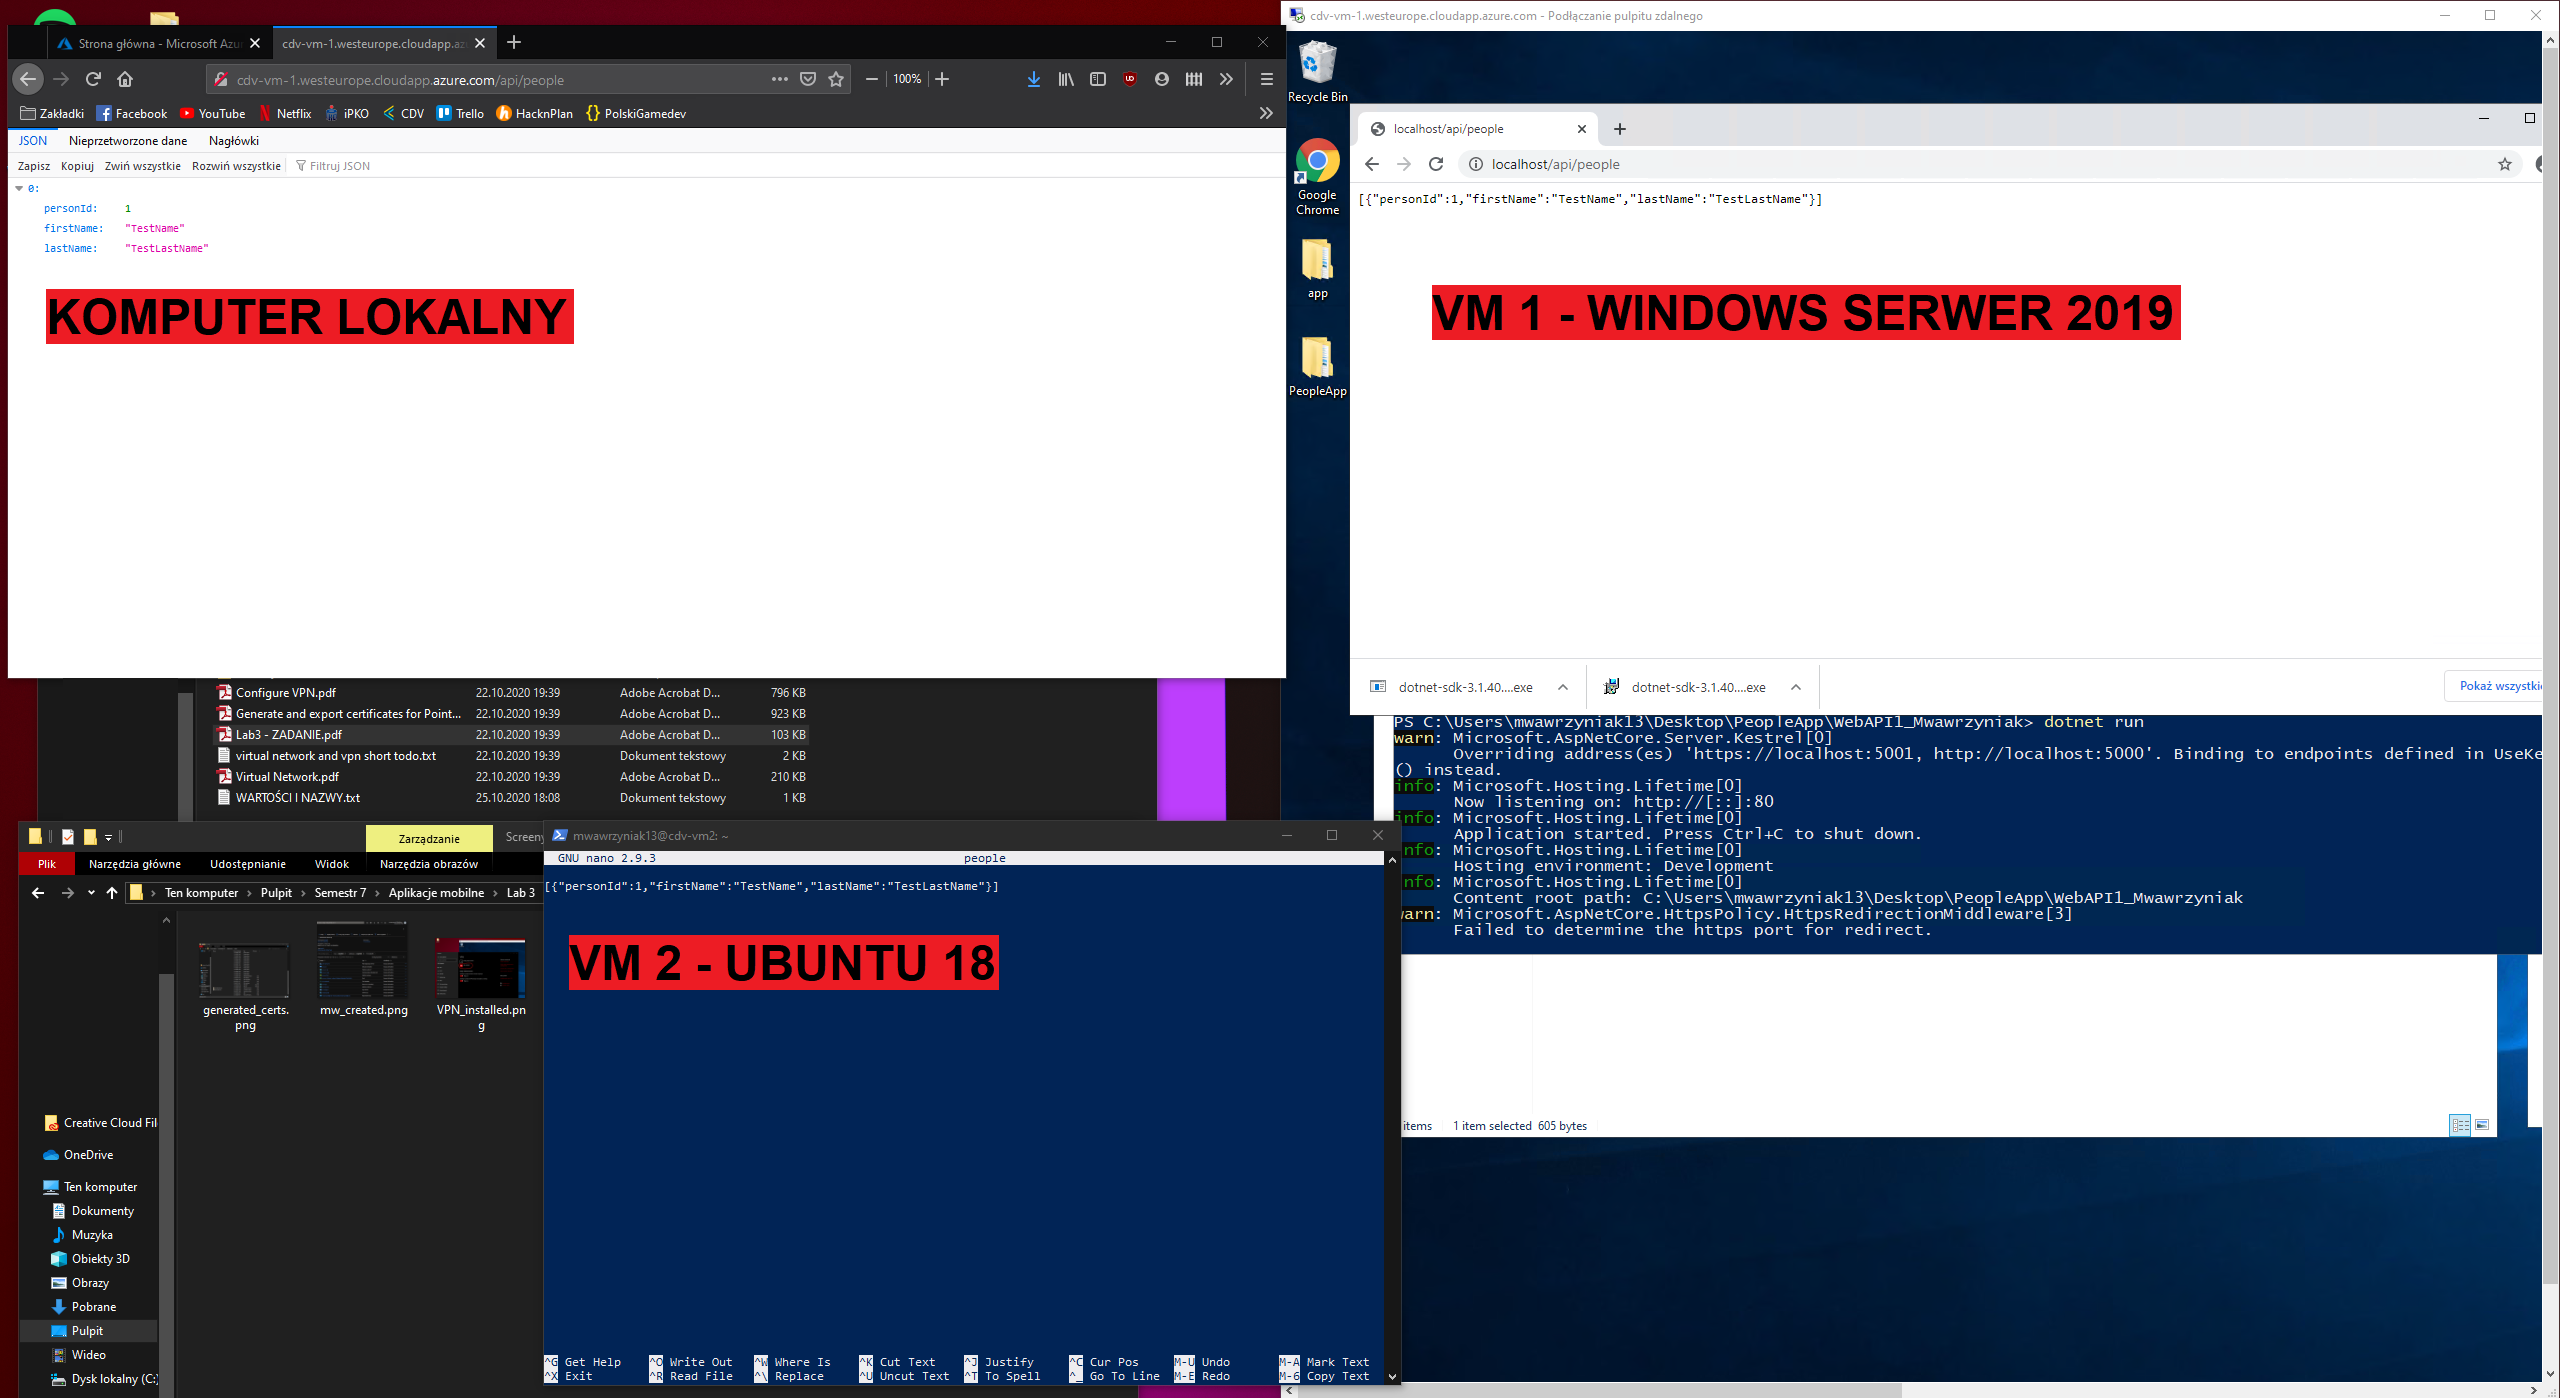 Strona główna - Microsoft Azu
cdv-vm-1.westeurope.cloudapp.az
cdv-vm-1.westeurope.cloudapp.azure.com/api/people
100%
Zakładki
Facebook
YouTube
Netflix
iPKO
CDV
Trello
HacknPlan
PolskiGamedev
JSON
Nieprzetworzone dane
Nagłówki
Zapisz
Kopiuj
Zwiń wszystkie
Rozwiń wszystkie
Filtruj JSON
0:
personId: 1
firstName: "TestName"
lastName: "TestLastName"
KOMPUTER LOKALNY
cdv-vm-1.westeurope.cloudapp.azure.com - Podłączanie pulpitu zdalnego
Recycle Bin
Google Chrome
app
PeopleApp
localhost/api/people
localhost/api/people
[{"personId":1,"firstName":"TestName","lastName":"TestLastName"}]
VM 1 - WINDOWS SERWER 2019
dotnet-sdk-3.1.40....exe
dotnet-sdk-3.1.40....exe
Pokaż wszystkie
PS C:\Users\mwawrzyniak13\Desktop\PeopleApp\WebAPI1_Mwawrzyniak> dotnet run
warn: Microsoft.AspNetCore.Server.Kestrel[0]
Overriding address(es) 'https://localhost:5001, http://localhost:5000'. Binding to endpoints defined in UseKe
() instead.
info: Microsoft.Hosting.Lifetime[0]
Now listening on: http://[::]:80
info: Microsoft.Hosting.Lifetime[0]
Application started. Press Ctrl+C to shut down.
info: Microsoft.Hosting.Lifetime[0]
Hosting environment: Development
info: Microsoft.Hosting.Lifetime[0]
Content root path: C:\Users\mwawrzyniak13\Desktop\PeopleApp\WebAPI1_Mwawrzyniak
warn: Microsoft.AspNetCore.HttpsPolicy.HttpsRedirectionMiddleware[3]
Failed to determine the https port for redirect.
items 1 item selected 605 bytes
Configure VPN.pdf 22.10.2020 19:39 Adobe Acrobat D... 796 KB
Generate and export certificates for Point... 22.10.2020 19:39 Adobe Acrobat D... 923 KB
Lab3 - ZADANIE.pdf 22.10.2020 19:39 Adobe Acrobat D... 103 KB
virtual network and vpn short todo.txt 22.10.2020 19:39 Dokument tekstowy 2 KB
Virtual Network.pdf 22.10.2020 19:39 Adobe Acrobat D... 210 KB
WARTOŚCI I NAZWY.txt 25.10.2020 18:08 Dokument tekstowy 1 KB
Zarządzanie
Screeny
Plik
Narzędzia główne
Udostępnianie
Widok
Narzędzia obrazów
Ten komputer > Pulpit > Semestr 7 > Aplikacje mobilne > Lab 3
generated_certs.png
mw_created.png
VPN_installed.png
Creative Cloud Fil
OneDrive
Ten komputer
Dokumenty
Muzyka
Obiekty 3D
Obrazy
Pobrane
Pulpit
Wideo
Dysk lokalny (C:)
mwawrzyniak13@cdv-vm2: ~
GNU nano 2.9.3 people
[{"personId":1,"firstName":"TestName","lastName":"TestLastName"}]
VM 2 - UBUNTU 18
^G Get Help ^O Write Out ^W Where Is ^K Cut Text ^J Justify ^C Cur Pos M-U Undo M-A Mark Text
^X Exit ^R Read File ^\ Replace ^U Uncut Text ^T To Spell ^_ Go To Line M-E Redo M-6 Copy Text